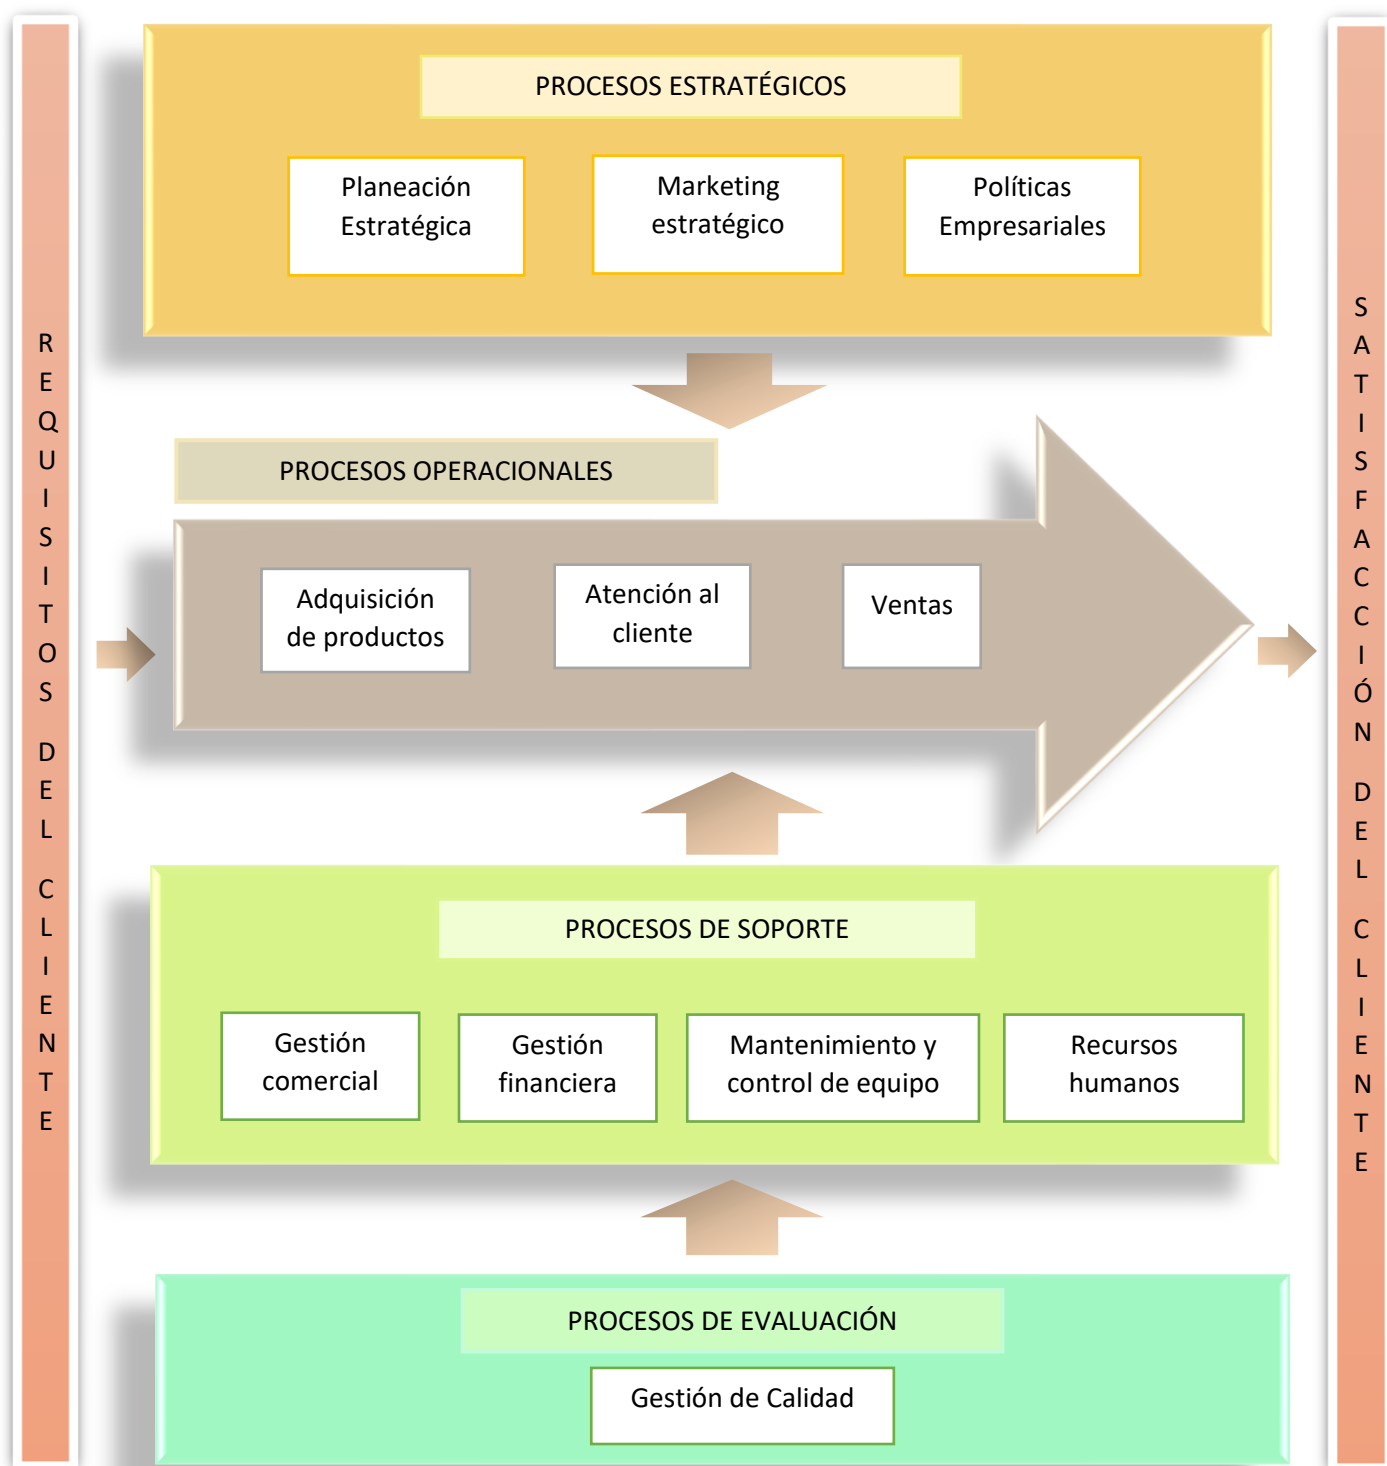 PROCESOS ESTRATÉGICOS
Planeación
Estratégica
Marketing
estratégico
Políticas
Empresariales
REQUISITOS DEL CLIENTE
PROCESOS OPERACIONALES
Adquisición
de productos
Atención al
cliente
Ventas
SATISFACCIÓN DEL CLIENTE
PROCESOS DE SOPORTE
Gestión
comercial
Gestión
financiera
Mantenimiento y
control de equipo
Recursos
humanos
PROCESOS DE EVALUACIÓN
Gestión de Calidad